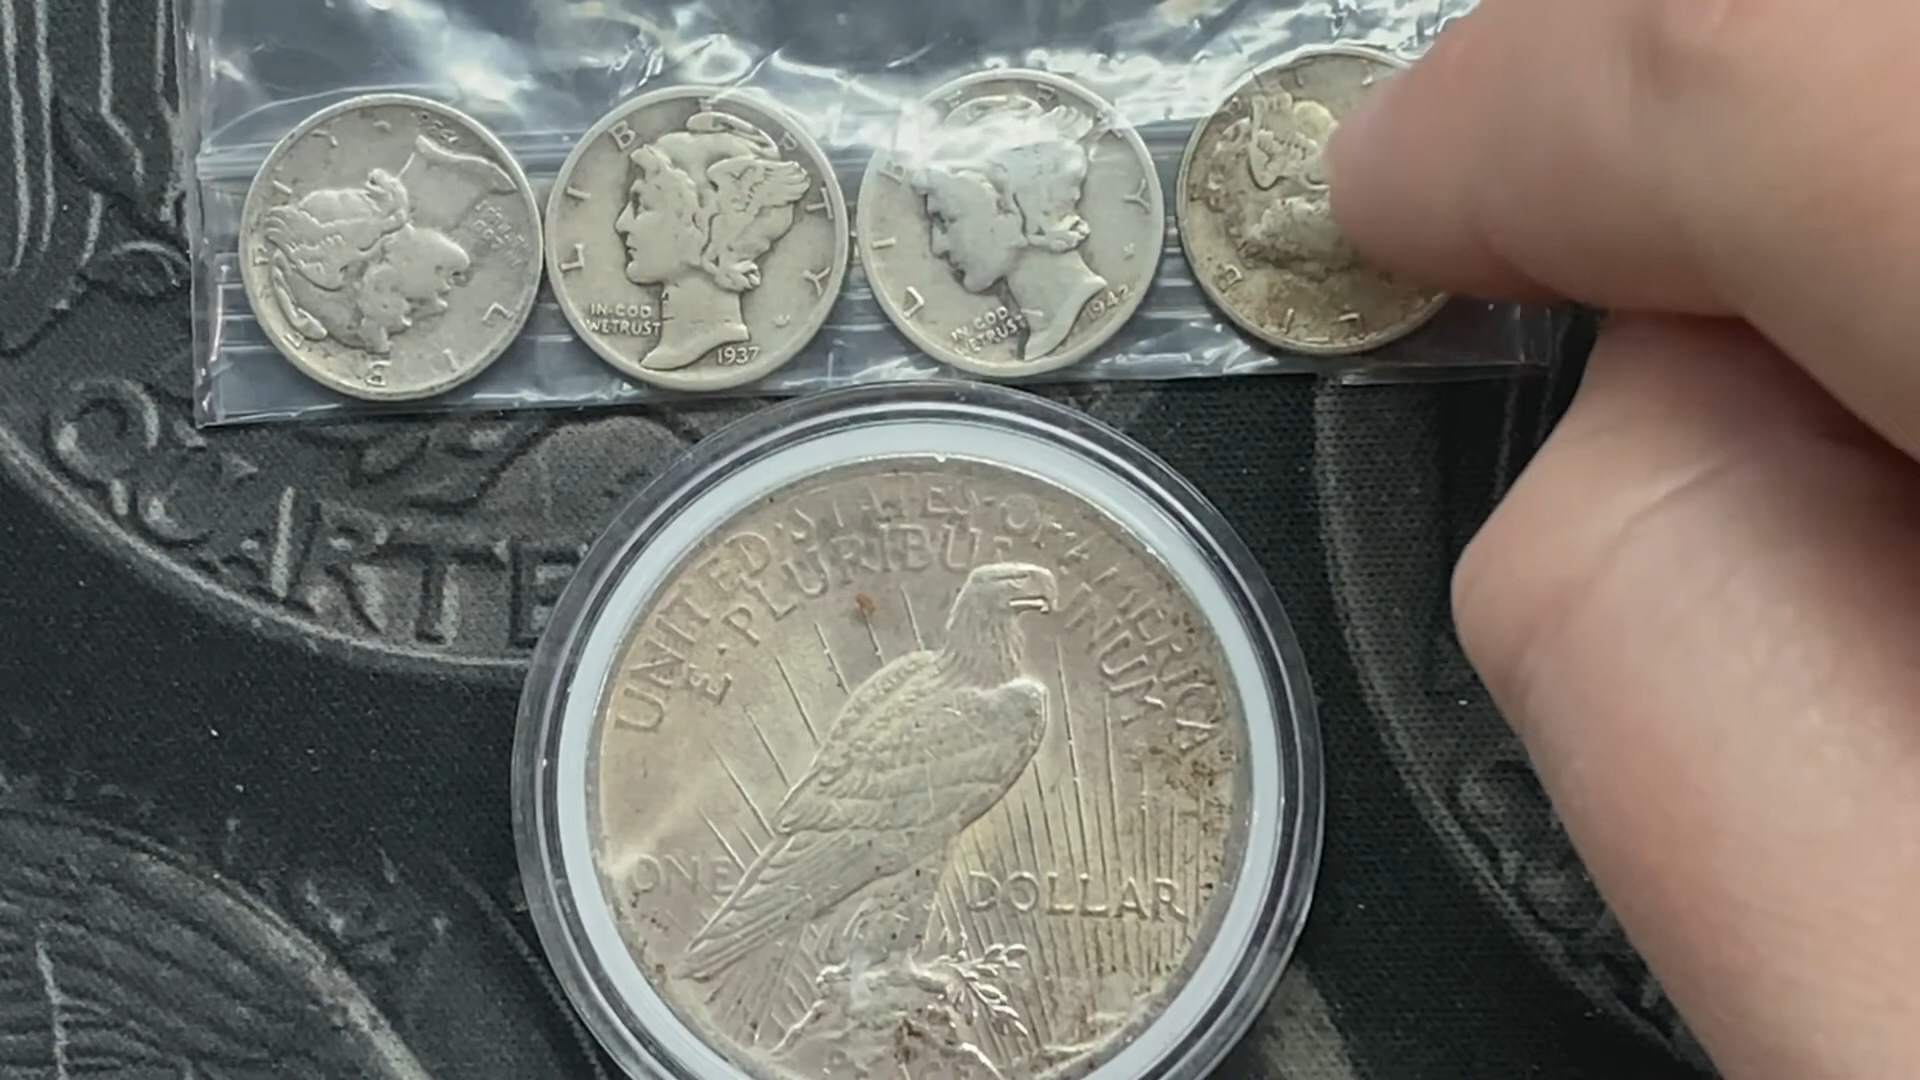 LIBERTY
IN GOD
WE TRUST
1937
LIBERTY
IN GOD
WE TRUST
1942
QUARTE
UNITED·STATES·OF·AMERICA
E·PLURIBUS UNUM
ONE DOLLAR